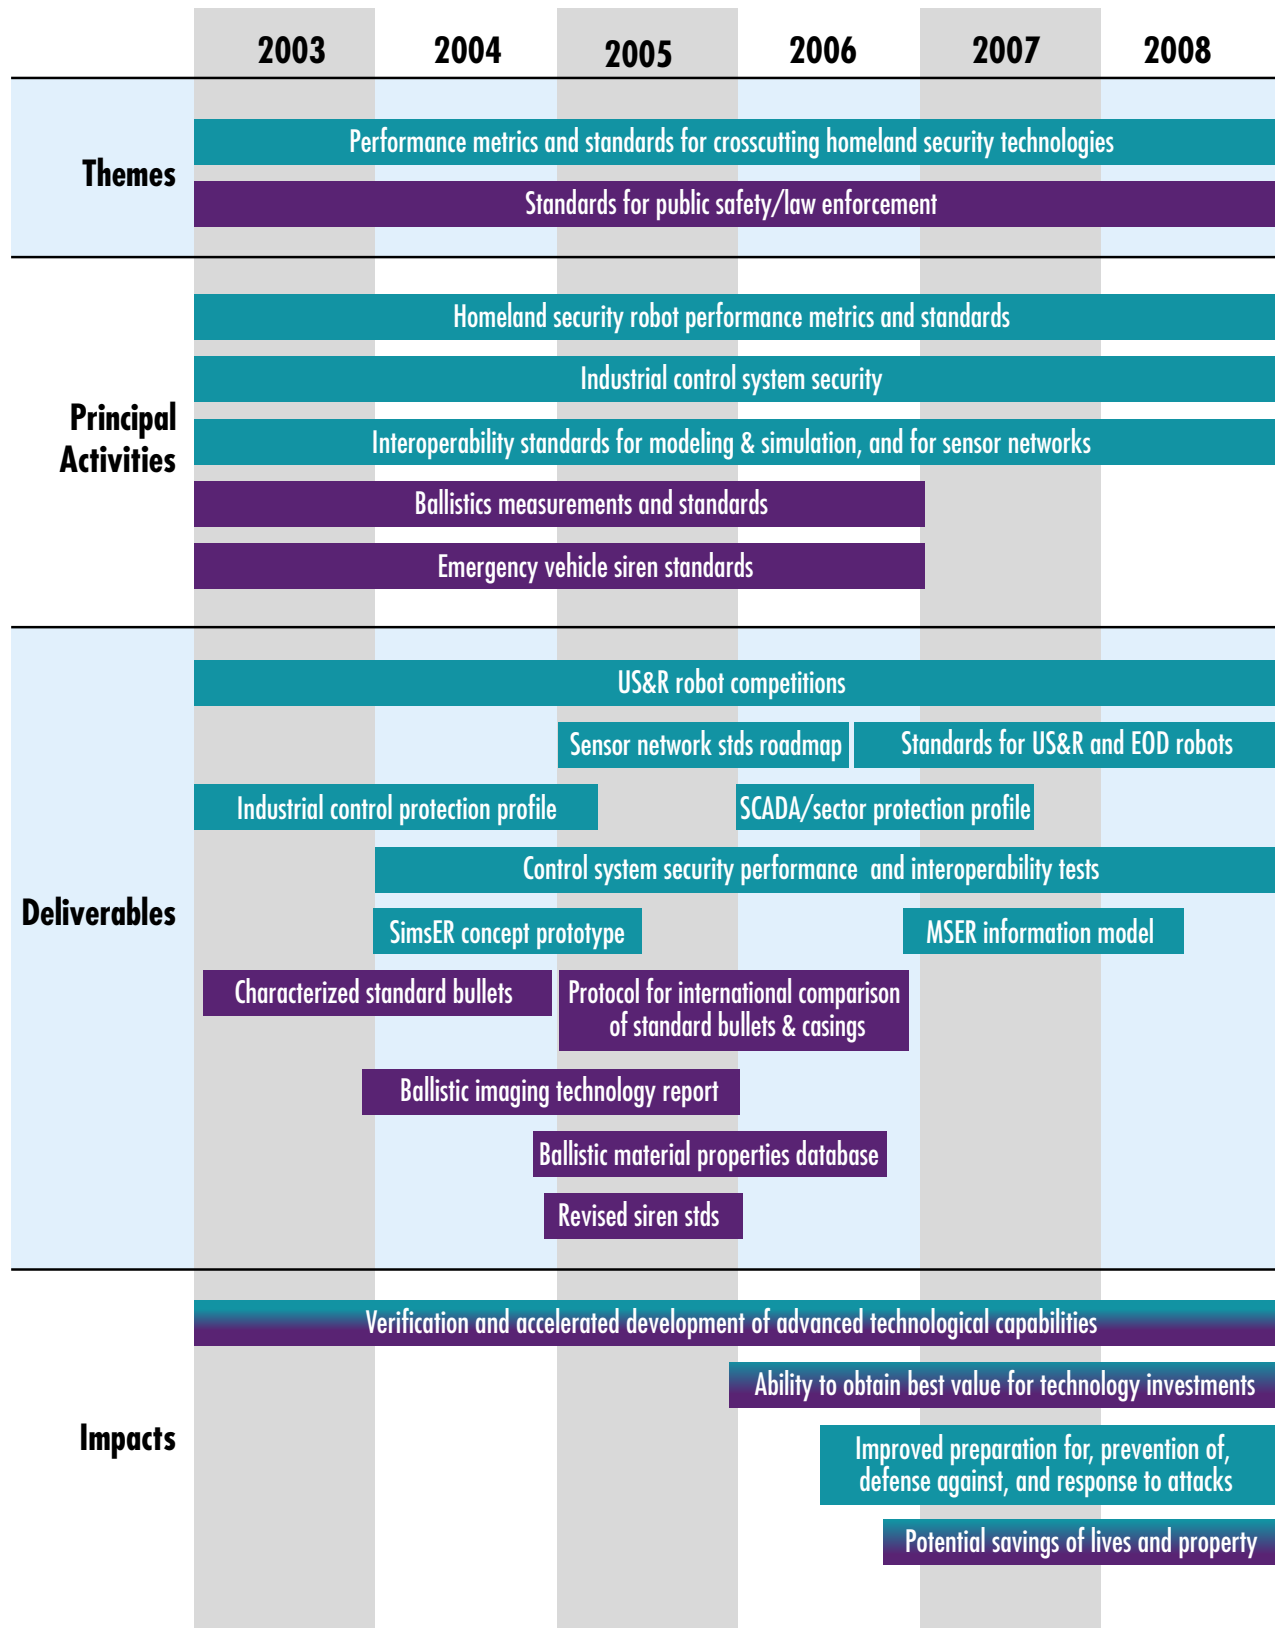 2003 2004 2005 2006 2007 2008
Themes
Performance metrics and standards for crosscutting homeland security technologies
Standards for public safety/law enforcement
Principal
Activities
Homeland security robot performance metrics and standards
Industrial control system security
Interoperability standards for modeling & simulation, and for sensor networks
Ballistics measurements and standards
Emergency vehicle siren standards
Deliverables
US&R robot competitions
Sensor network stds roadmap
Standards for US&R and EOD robots
Industrial control protection profile
SCADA/sector protection profile
Control system security performance and interoperability tests
SimsER concept prototype
MSER information model
Characterized standard bullets
Protocol for international comparison
of standard bullets & casings
Ballistic imaging technology report
Ballistic material properties database
Revised siren stds
Impacts
Verification and accelerated development of advanced technological capabilities
Ability to obtain best value for technology investments
Improved preparation for, prevention of,
defense against, and response to attacks
Potential savings of lives and property